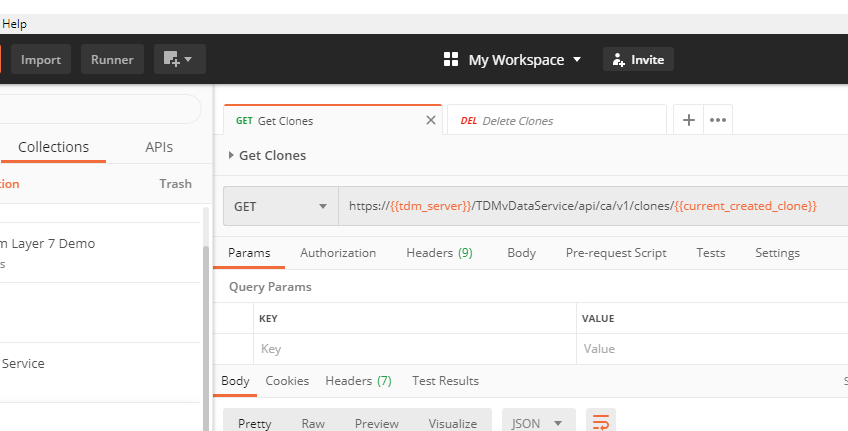 Help
Import Runner My Workspace Invite
GET Get Clones DEL Delete Clones
Collections APIs
Get Clones
Trash
GET https://{{tdm_server}}/TDMvDataService/api/ca/v1/clones/{{current_created_clone}}
Layer 7 Demo
Params Authorization Headers (9) Body Pre-request Script Tests Settings
Query Params
KEY VALUE
Key Value
Service
Body Cookies Headers (7) Test Results
Pretty Raw Preview Visualize JSON